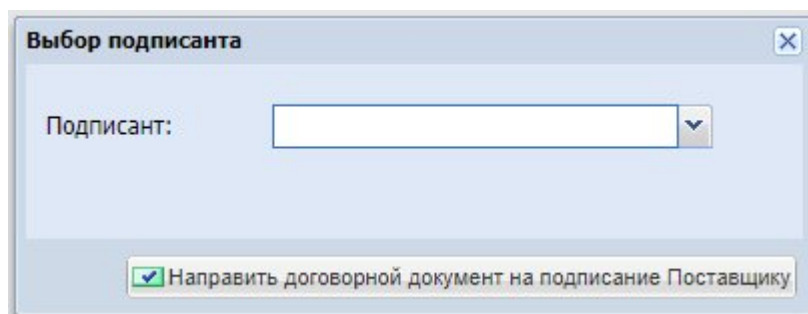 Выбор подписанта
Подписант:
Направить договорной документ на подписание Поставщику